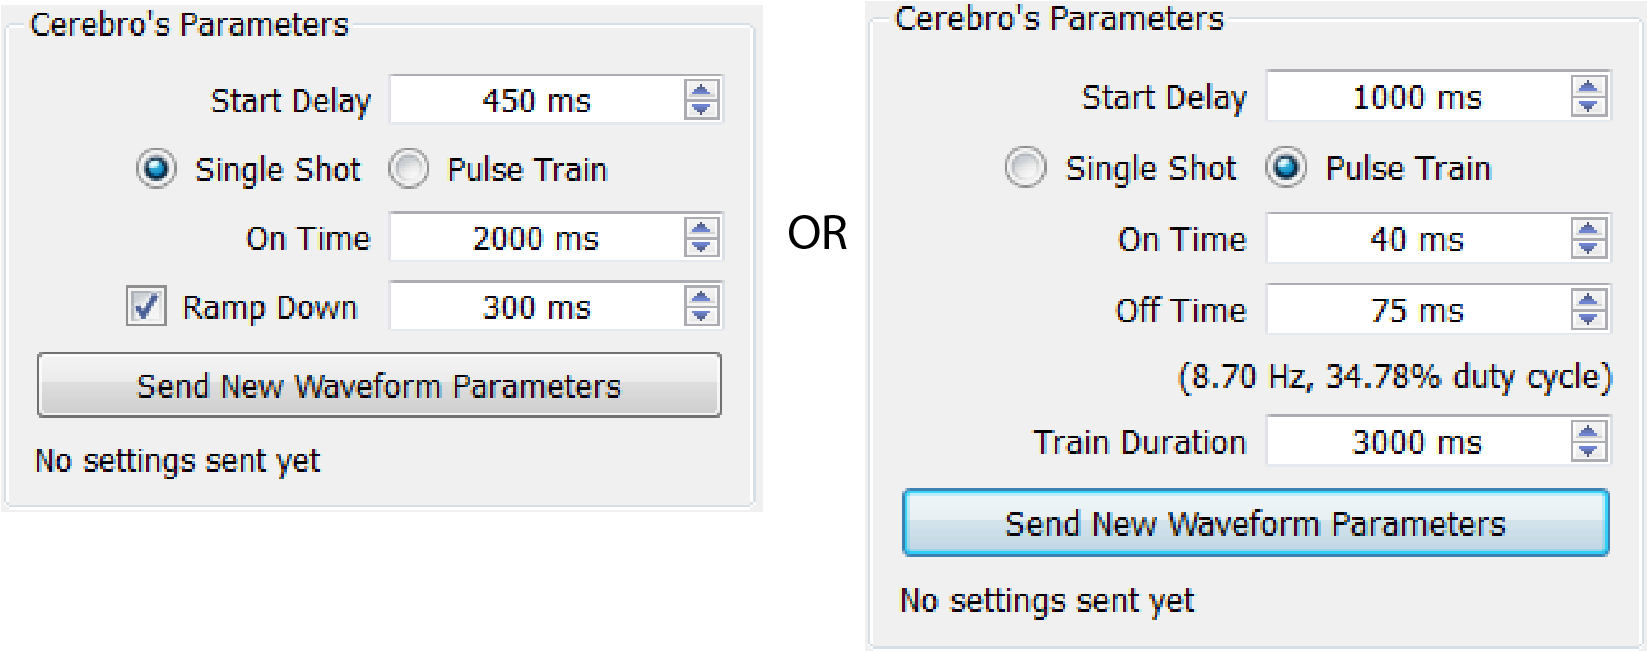 Cerebro's Parameters
Start Delay 450 ms
Single Shot Pulse Train
On Time 2000 ms
Ramp Down 300 ms
Send New Waveform Parameters
No settings sent yet
OR
Cerebro's Parameters
Start Delay 1000 ms
Single Shot Pulse Train
On Time 40 ms
Off Time 75 ms
(8.70 Hz, 34.78% duty cycle)
Train Duration 3000 ms
Send New Waveform Parameters
No settings sent yet